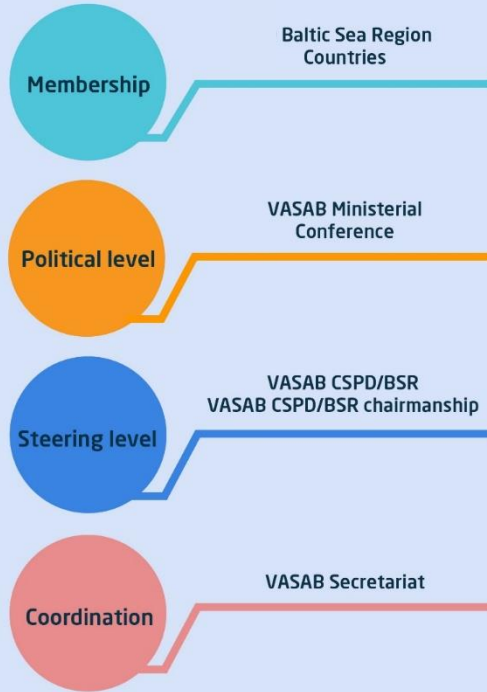 Membership
Baltic Sea Region
Countries
Political level
VASAB Ministerial
Conference
Steering level
VASAB CSPD/BSR
VASAB CSPD/BSR chairmanship
Coordination
VASAB Secretariat